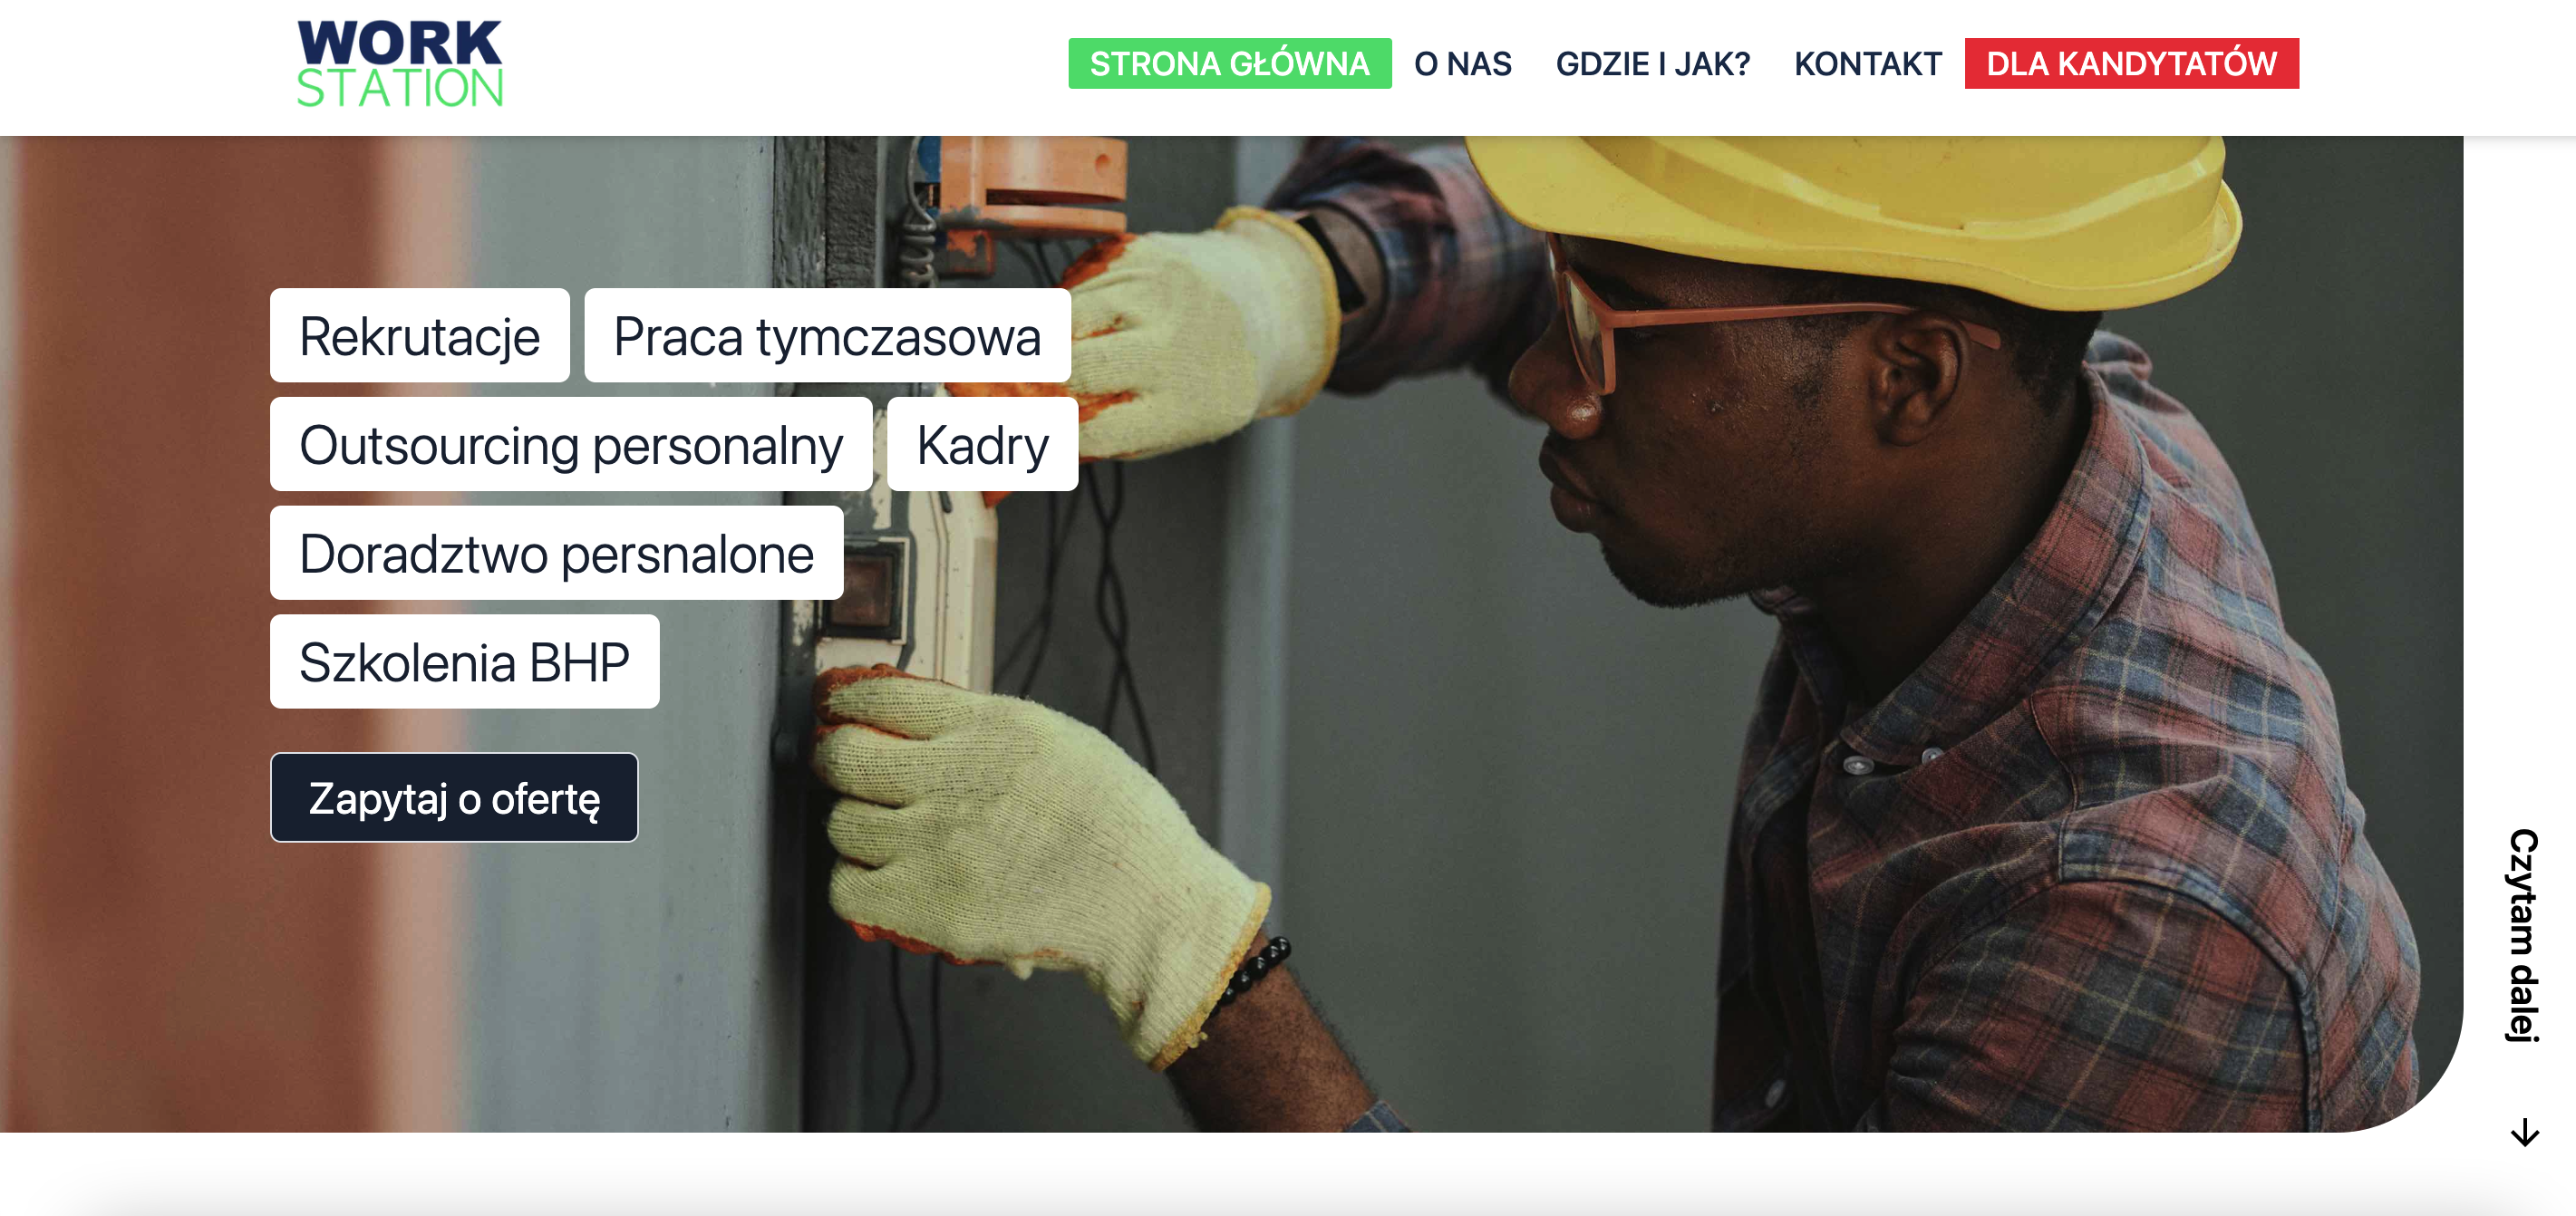 WORK
STATION
STRONA GŁÓWNA O NAS GDZIE I JAK? KONTAKT DLA KANDYTATÓW
Rekrutacje Praca tymczasowa
Outsourcing personalny Kadry
Doradztwo persnalone
Szkolenia BHP
Zapytaj o ofertę
Czytam dalej